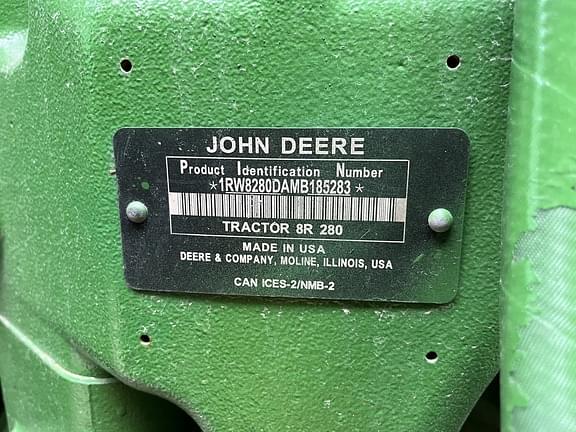 JOHN DEERE
Product Identification Number
*1RW8280DAMB185283*
TRACTOR 8R 280
MADE IN USA
DEERE & COMPANY, MOLINE, ILLINOIS, USA
CAN ICES-2/NMB-2